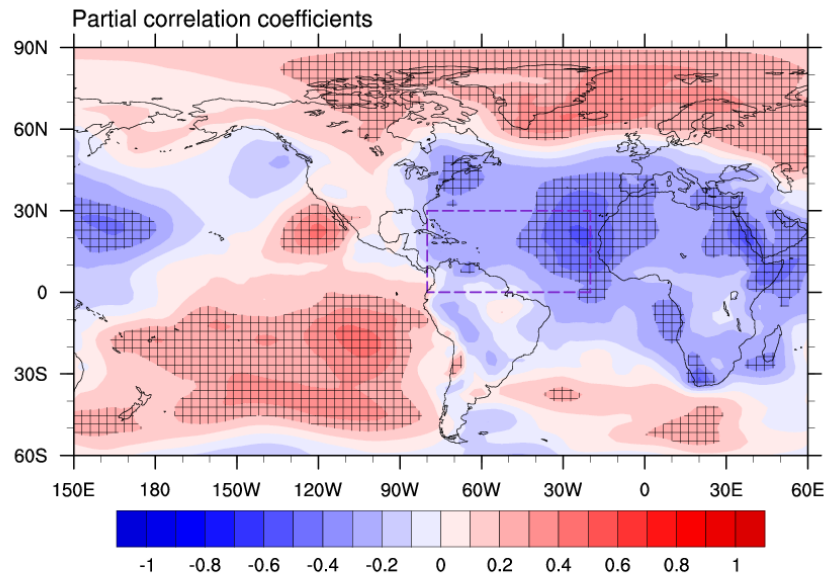 Partial correlation coefficients
90N
60N
30N
0
30S
60S
150E 180 150W 120W 90W 60W 30W 0 30E 60E
-1 -0.8 -0.6 -0.4 -0.2 0 0.2 0.4 0.6 0.8 1